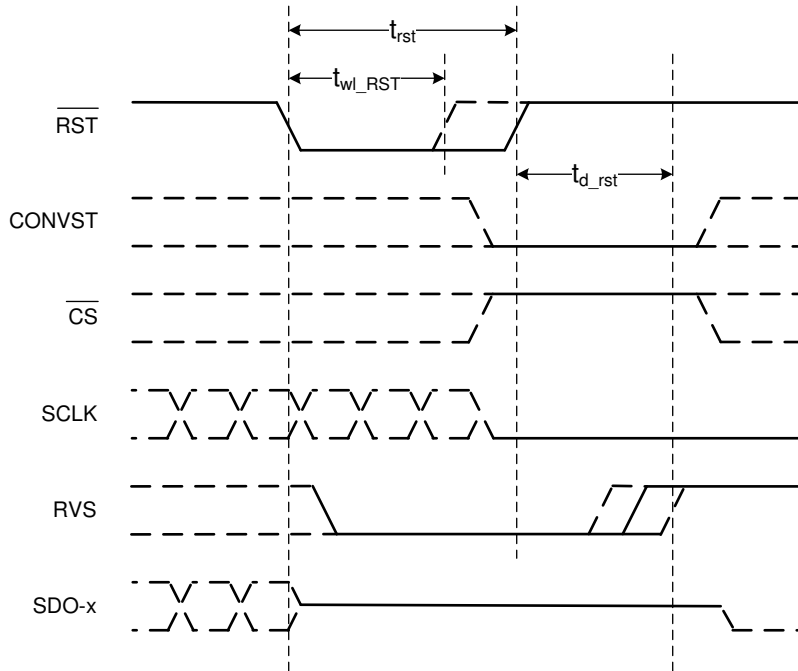 t_rst
t_wl_RST
RST
t_d_rst
CONVST
CS
SCLK
RVS
SDO-x